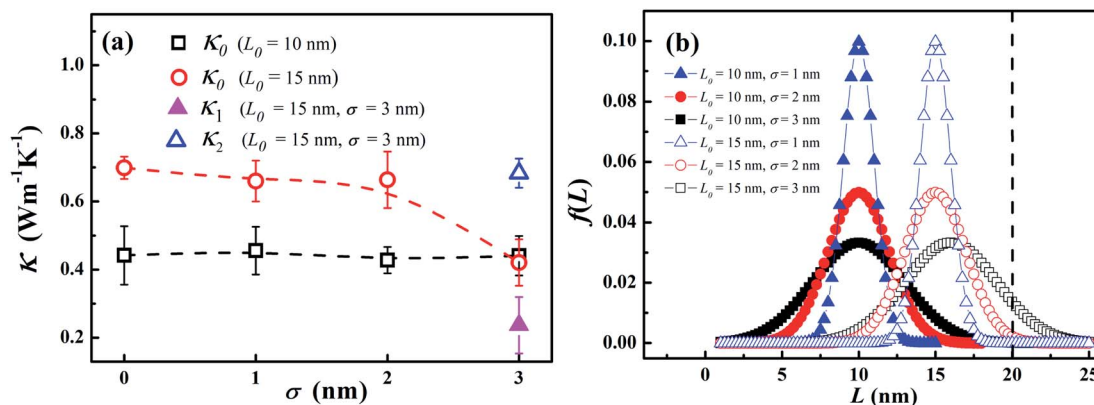 (a)
κ0 (L0 = 10 nm)
κ0 (L0 = 15 nm)
κ1 (L0 = 15 nm, σ = 3 nm)
κ2 (L0 = 15 nm, σ = 3 nm)
1.0
0.8
0.6
0.4
0.2
κ (Wm-1K-1)
0 1 2 3
σ (nm)
(b)
L0 = 10 nm, σ = 1 nm
L0 = 10 nm, σ = 2 nm
L0 = 10 nm, σ = 3 nm
L0 = 15 nm, σ = 1 nm
L0 = 15 nm, σ = 2 nm
L0 = 15 nm, σ = 3 nm
0.10
0.08
0.06
0.04
0.02
0.00
f(L)
0 5 10 15 20 25
L (nm)